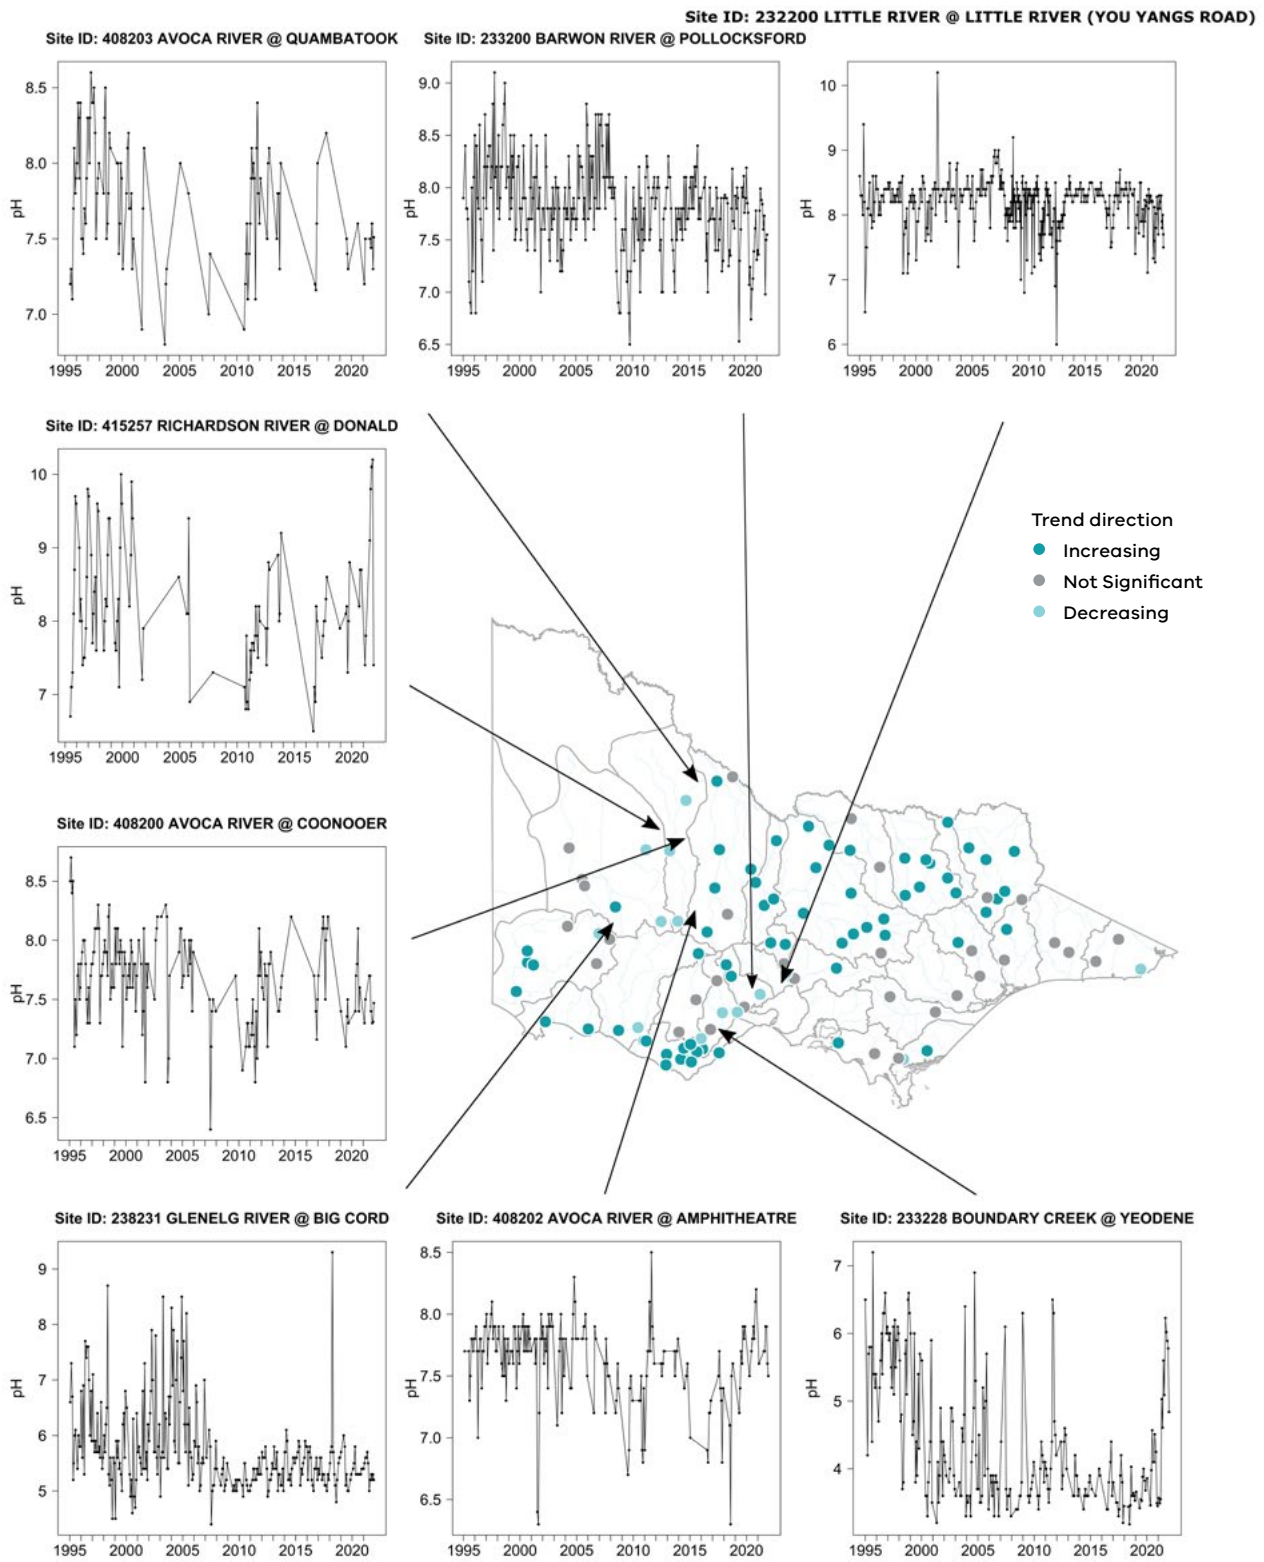 Site ID: 232200 LITTLE RIVER @ LITTLE RIVER (YOU YANGS ROAD)
Site ID: 408203 AVOCA RIVER @ QUAMBATOOK
Site ID: 233200 BARWON RIVER @ POLLOCKSFORD
8.5
8.0
7.5
7.0
pH
1995 2000 2005 2010 2015 2020
9.0
8.5
8.0
7.5
7.0
6.5
pH
1995 2000 2005 2010 2015 2020
10
9
8
7
6
pH
1995 2000 2005 2010 2015 2020
Site ID: 415257 RICHARDSON RIVER @ DONALD
10
9
8
7
pH
1995 2000 2005 2010 2015 2020
Trend direction
Increasing
Not Significant
Decreasing
Site ID: 408200 AVOCA RIVER @ COONOOER
8.5
8.0
7.5
7.0
6.5
pH
1995 2000 2005 2010 2015 2020
Site ID: 238231 GLENELG RIVER @ BIG CORD
9
8
7
6
5
pH
1995 2000 2005 2010 2015 2020
Site ID: 408202 AVOCA RIVER @ AMPHITHEATRE
8.5
8.0
7.5
7.0
6.5
pH
1995 2000 2005 2010 2015 2020
Site ID: 233228 BOUNDARY CREEK @ YEODENE
7
6
5
4
pH
1995 2000 2005 2010 2015 2020